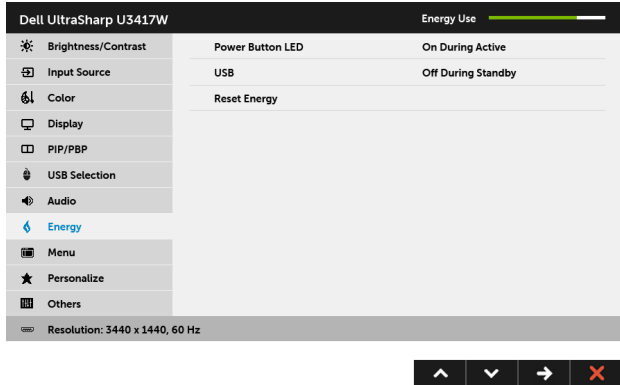 Dell UltraSharp U3417W Energy Use
Brightness/Contrast Power Button LED On During Active
Input Source USB Off During Standby
Color Reset Energy
Display
PIP/PBP
USB Selection
Audio
Energy
Menu
Personalize
Others
Resolution: 3440 x 1440, 60 Hz